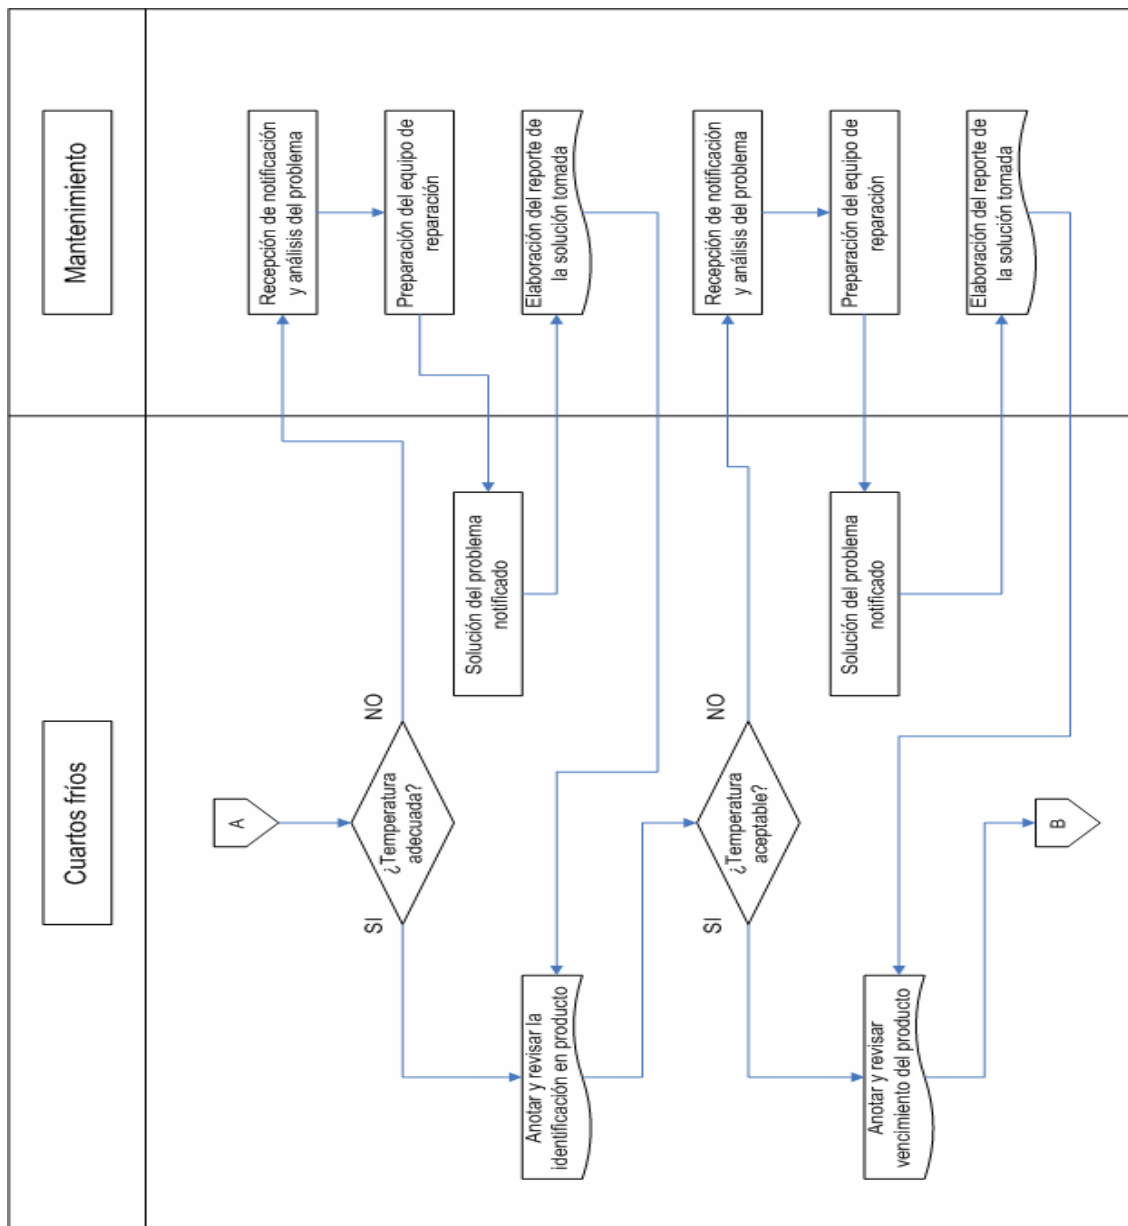 Cuartos fríos
Mantenimiento
A
¿Temperatura
adecuada?
SI
NO
Recepción de notificación
y análisis del problema
Preparación del equipo de
reparación
Solución del problema
notificado
Elaboración del reporte de
la solución tomada
Anotar y revisar la
identificación en producto
¿Temperatura
aceptable?
SI
NO
Recepción de notificación
y análisis del problema
Preparación del equipo de
reparación
Solución del problema
notificado
Elaboración del reporte de
la solución tomada
Anotar y revisar
vencimiento del producto
B